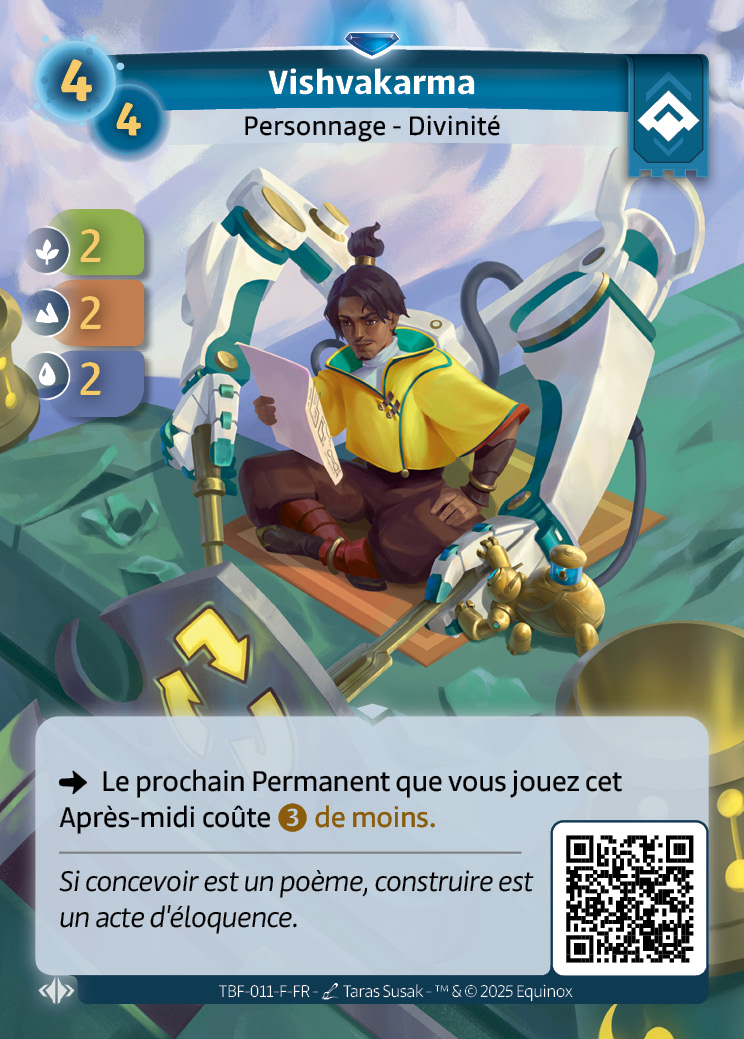 4
Vishvakarma
4
Personnage - Divinité
2
2
2
Le prochain Permanent que vous jouez cet
Après-midi coûte 3 de moins.
Si concevoir est un poème, construire est
un acte d'éloquence.
TBF-011-F-FR - Taras Susak - ™ & © 2025 Equinox